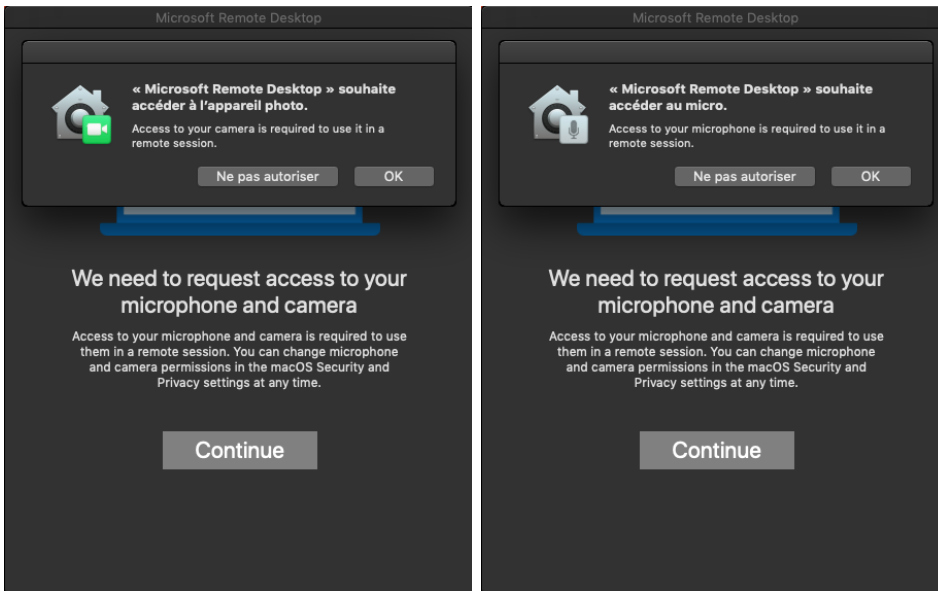 Microsoft Remote Desktop
« Microsoft Remote Desktop » souhaite
accéder à l'appareil photo.
Access to your camera is required to use it in a
remote session.
Ne pas autoriser
OK
We need to request access to your
microphone and camera
Access to your microphone and camera is required to use
them in a remote session. You can change microphone
and camera permissions in the macOS Security and
Privacy settings at any time.
Continue
Microsoft Remote Desktop
« Microsoft Remote Desktop » souhaite
accéder au micro.
Access to your microphone is required to use it in a
remote session.
Ne pas autoriser
OK
We need to request access to your
microphone and camera
Access to your microphone and camera is required to use
them in a remote session. You can change microphone
and camera permissions in the macOS Security and
Privacy settings at any time.
Continue